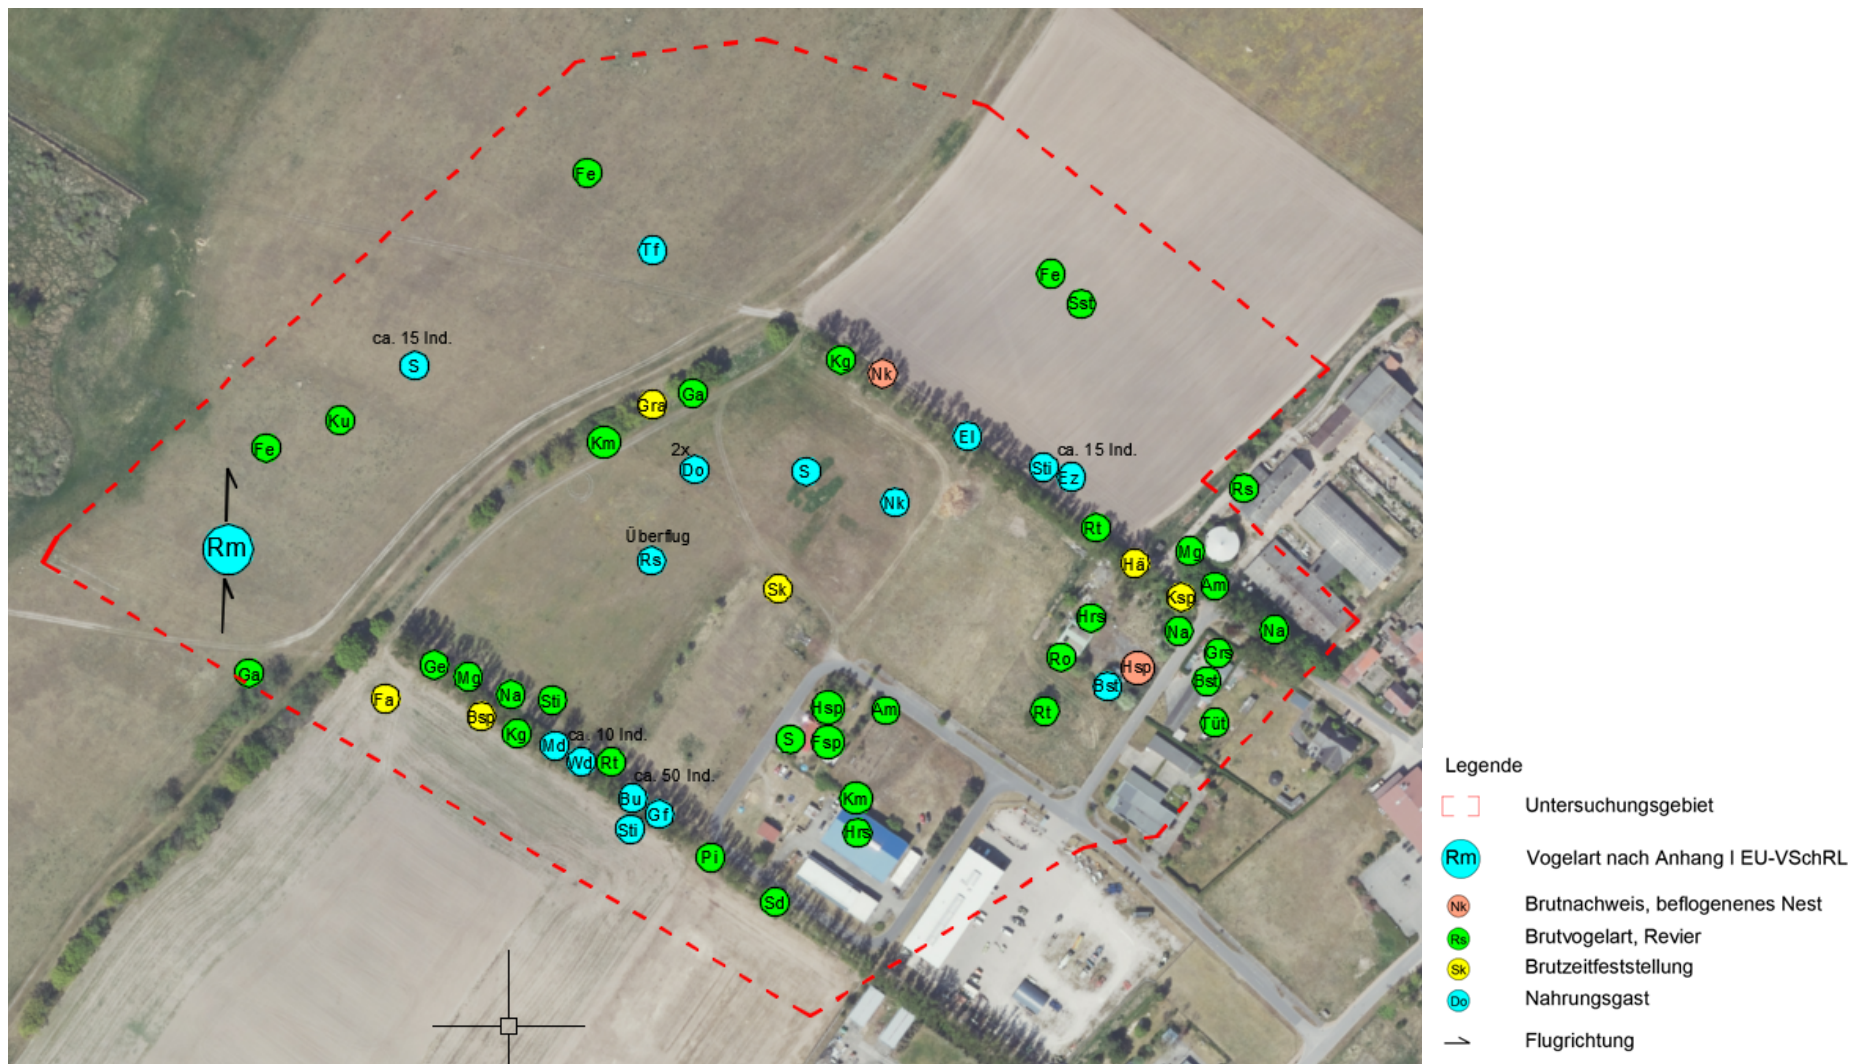 Fe
Tf
Fe
Sst
ca. 15 Ind.
S
Kg
Nk
Gra
Ga
Ku
Fe
Km
El
2x
Do
S
Sti
ca. 15 Ind.
Ez
Nk
Rs
Rt
Rm
Überflug
Rs
Mg
Hä
Sk
Am
Ksp
Hrs
Na
Na
Ro
Grs
Ga
Ge
Mg
Hsp
Bst
Bst
Fa
Na
Sti
Bsp
Hsp
Am
Rt
Tüt
Kg
ca. 10 Ind.
Md
S
Fsp
Wd
Rt
ca. 50 Ind.
Bu
Gf
Km
Sti
Hrs
Pi
Sd
Legende
Untersuchungsgebiet
Rm Vogelart nach Anhang I EU-VSchRL
Nk Brutnachweis, beflogenenes Nest
Rs Brutvogelart, Revier
Sk Brutzeitfeststellung
Do Nahrungsgast
Flugrichtung